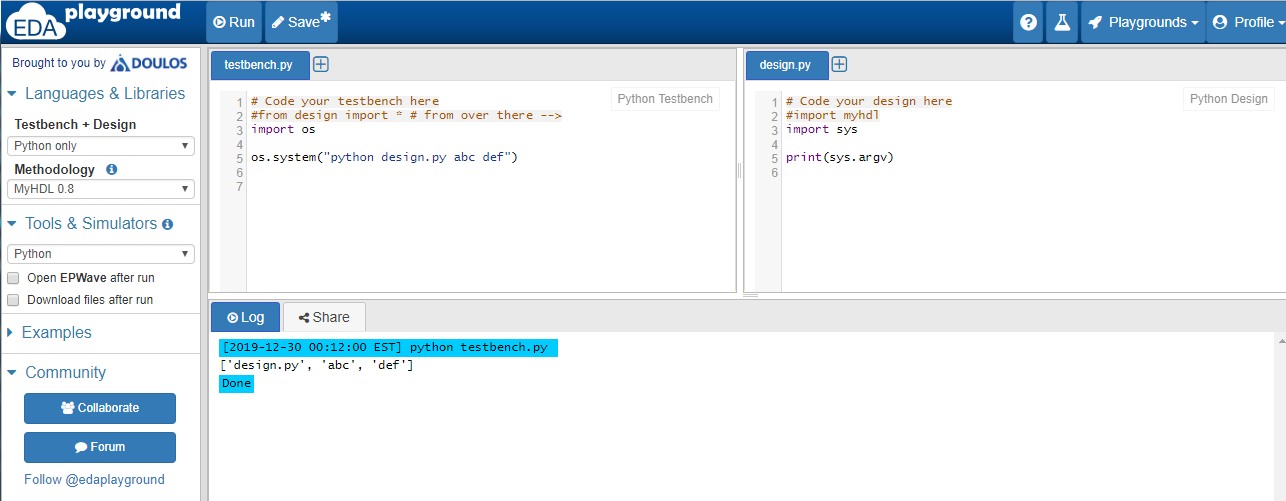 EDA playground
Run
Save*
?
Playgrounds
Profile
Brought to you by DOULOS
Languages & Libraries
Testbench + Design
Python only
Methodology
MyHDL 0.8
Tools & Simulators
Python
Open EPWave after run
Download files after run
Examples
Community
Collaborate
Forum
Follow @edaplayground
testbench.py
Python Testbench
1 # Code your testbench here
2 #from design import * # from over there -->
3 import os
4
5 os.system("python design.py abc def")
6
7
design.py
Python Design
1 # Code your design here
2 #import myhdl
3 import sys
4
5 print(sys.argv)
6
Log
Share
[2019-12-30 00:12:00 EST] python testbench.py
['design.py', 'abc', 'def']
Done